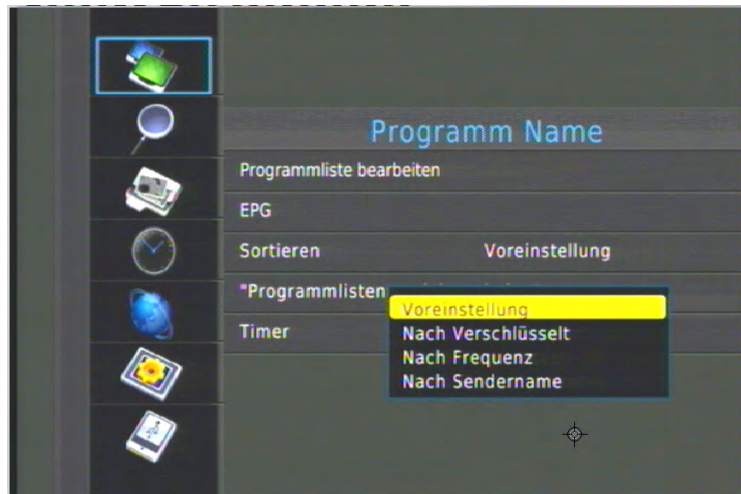 Programm Name
Programmliste bearbeiten
EPG
Sortieren Voreinstellung
*Programmlisten
Voreinstellung
Timer
Nach Verschlüsselt
Nach Frequenz
Nach Sendername